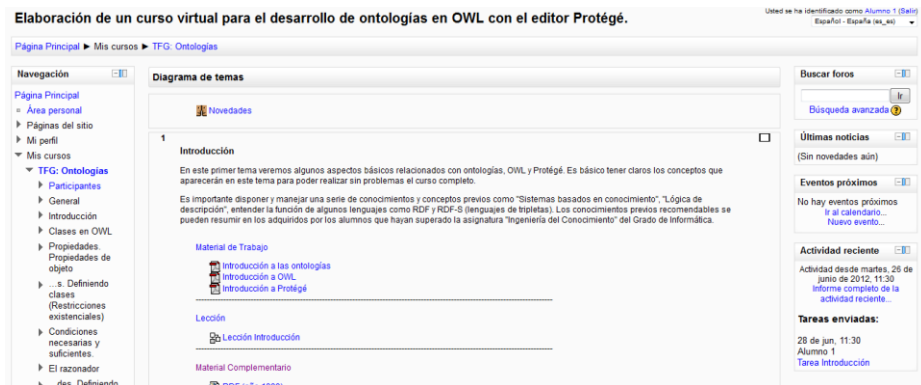 Elaboración de un curso virtual para el desarrollo de ontologías en OWL con el editor Protégé.
Usted se ha identificado como Alumno 1 (Salir)
Español - España (es_es)
Página Principal ► Mis cursos ► TFG: Ontologías
Navegación
Página Principal
Área personal
Páginas del sitio
Mi perfil
Mis cursos
TFG: Ontologías
Participantes
General
Introducción
Clases en OWL
Propiedades.
Propiedades de
objeto
...s. Definiendo
clases
(Restricciones
existenciales)
Condiciones
necesarias y
suficientes.
El razonador
...des. Definiendo
Diagrama de temas
Novedades
1
Introducción
En este primer tema veremos algunos aspectos básicos relacionados con ontologías, OWL y Protégé. Es básico tener claros los conceptos que
aparecerán en este tema para poder realizar sin problemas el curso completo.
Es importante disponer y manejar una serie de conocimientos y conceptos previos como "Sistemas basados en conocimiento", "Lógica de
descripción", entender la función de algunos lenguajes como RDF y RDF-S (lenguajes de tripletas). Los conocimientos previos recomendables se
pueden resumir en los adquiridos por los alumnos que hayan superado la asignatura "Ingeniería del Conocimiento" del Grado de Informática.
Material de Trabajo
Introducción a las ontologías
Introducción a OWL
Introducción a Protégé
Lección
Lección Introducción
Material Complementario
Buscar foros
Ir
Búsqueda avanzada
Últimas noticias
(Sin novedades aún)
Eventos próximos
No hay eventos próximos
Ir al calendario...
Nuevo evento...
Actividad reciente
Actividad desde martes, 26 de
junio de 2012, 11:30
Informe completo de la
actividad reciente...
Tareas enviadas:
28 de jun, 11:30
Alumno 1
Tarea Introducción